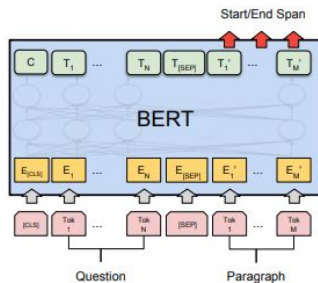 Start/End Span
C T1 ... TN T[SEP] T1' ... TM'
BERT
E[CLS] E1 ... EN E[SEP] E1' ... EM'
[CLS] Tok 1 ... Tok N [SEP] Tok 1 ... Tok M
Question Paragraph